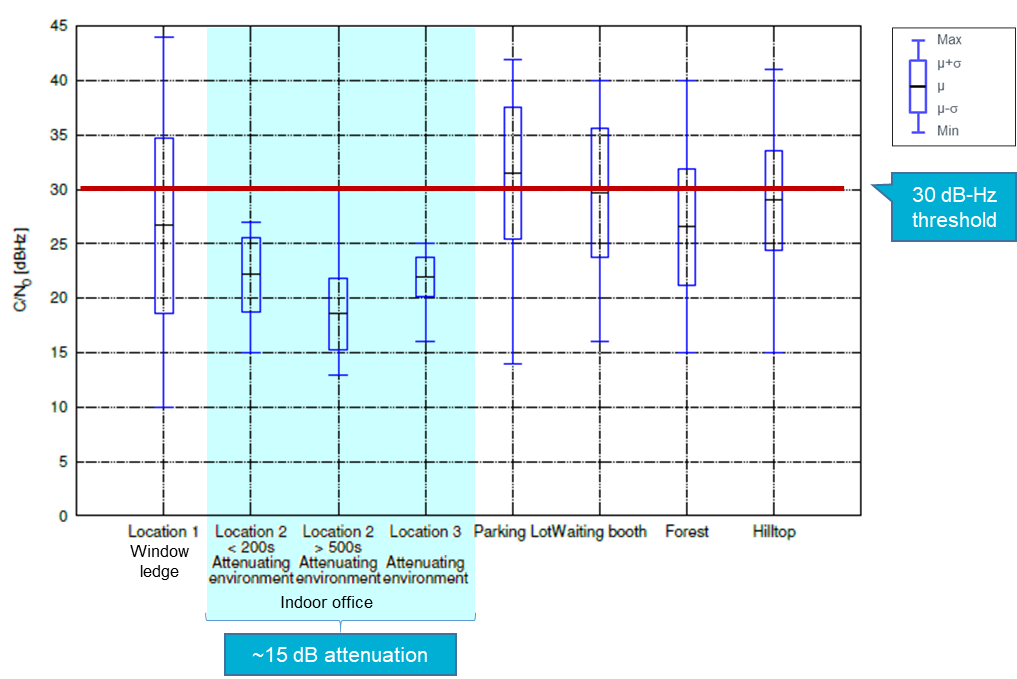 45
40
35
30
25
20
15
10
5
0
C/N0 [dBHz]
Max
μ+σ
μ
μ-σ
Min
30 dB-Hz
threshold
Location 1
Window
ledge
Location 2
< 200s
Attenuating
environment
Location 2
> 500s
Attenuating
environment
Location 3
Attenuating
environment
Parking Lot
Waiting booth
Forest
Hilltop
Indoor office
~15 dB attenuation